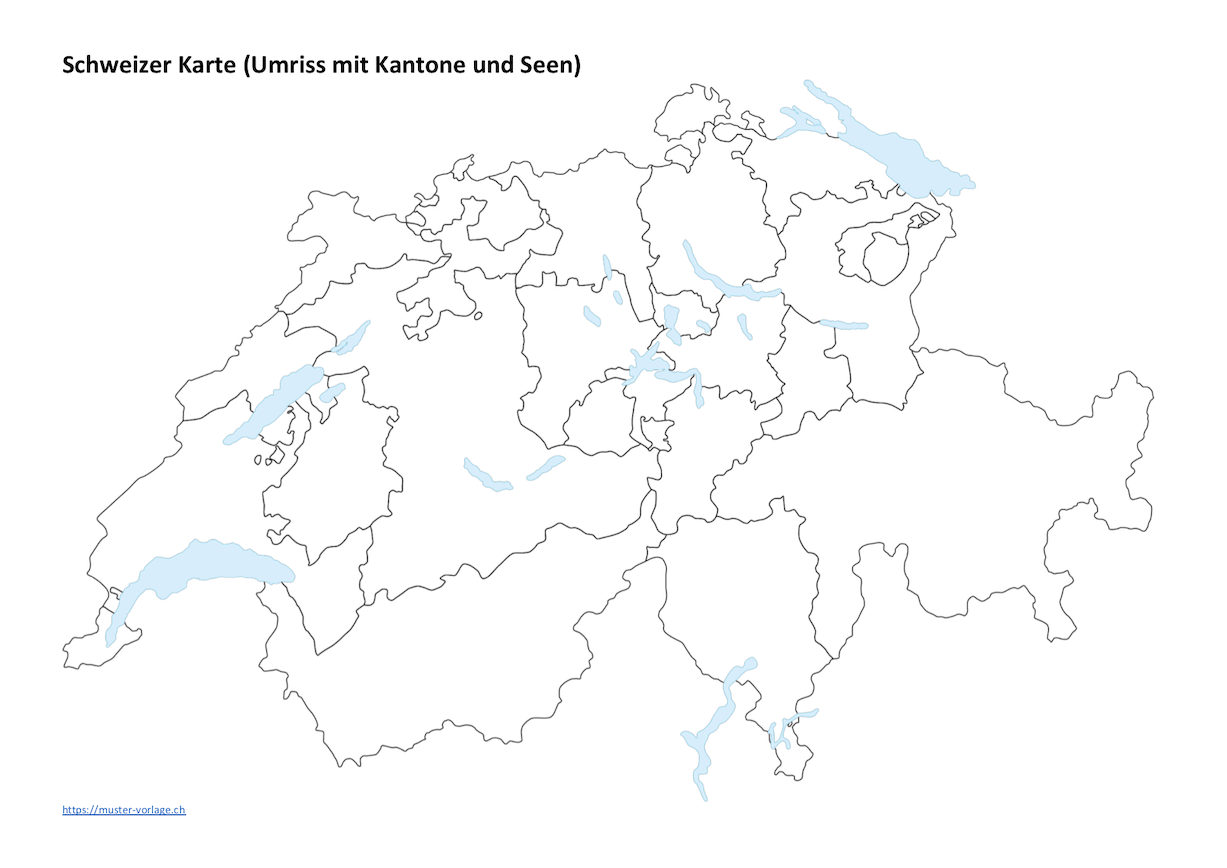 Schweizer Karte (Umriss mit Kantone und Seen)
https://muster-vorlage.ch